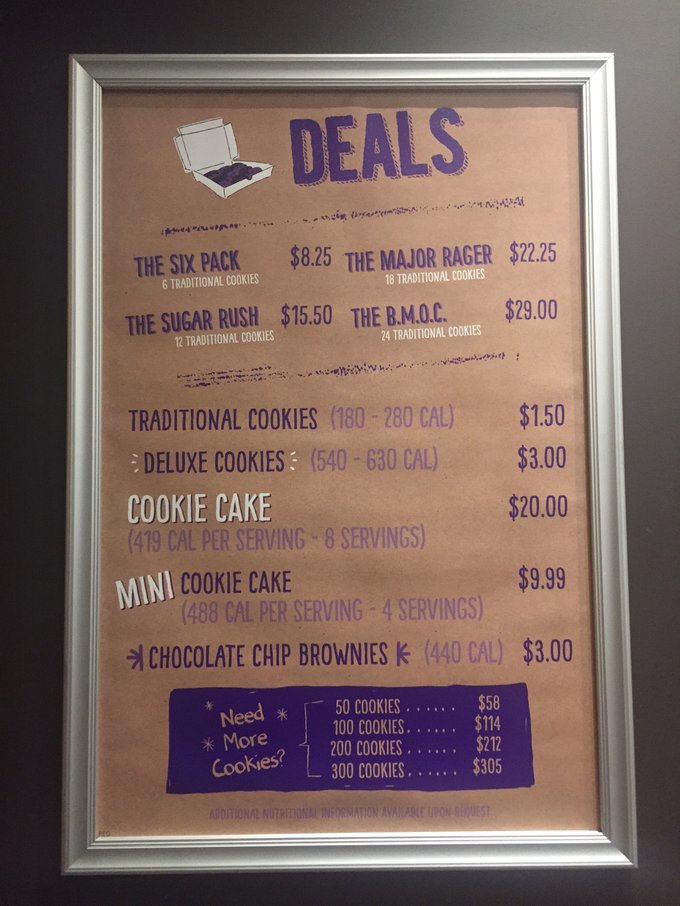 DEALS
THE SIX PACK $8.25 THE MAJOR RAGER $22.25
6 TRADITIONAL COOKIES 18 TRADITIONAL COOKIES
THE SUGAR RUSH $15.50 THE B.M.O.C. $29.00
12 TRADITIONAL COOKIES 24 TRADITIONAL COOKIES
TRADITIONAL COOKIES (180 - 280 CAL) $1.50
DELUXE COOKIES (540 - 630 CAL) $3.00
COOKIE CAKE $20.00
(419 CAL PER SERVING - 8 SERVINGS)
MINI COOKIE CAKE $9.99
(488 CAL PER SERVING - 4 SERVINGS)
CHOCOLATE CHIP BROWNIES (440 CAL) $3.00
Need
More
Cookies?
50 COOKIES . . . . . . $58
100 COOKIES . . . . . . $114
200 COOKIES . . . . . . $212
300 COOKIES . . . . . . $305
ADDITIONAL NUTRITIONAL INFORMATION AVAILABLE UPON REQUEST